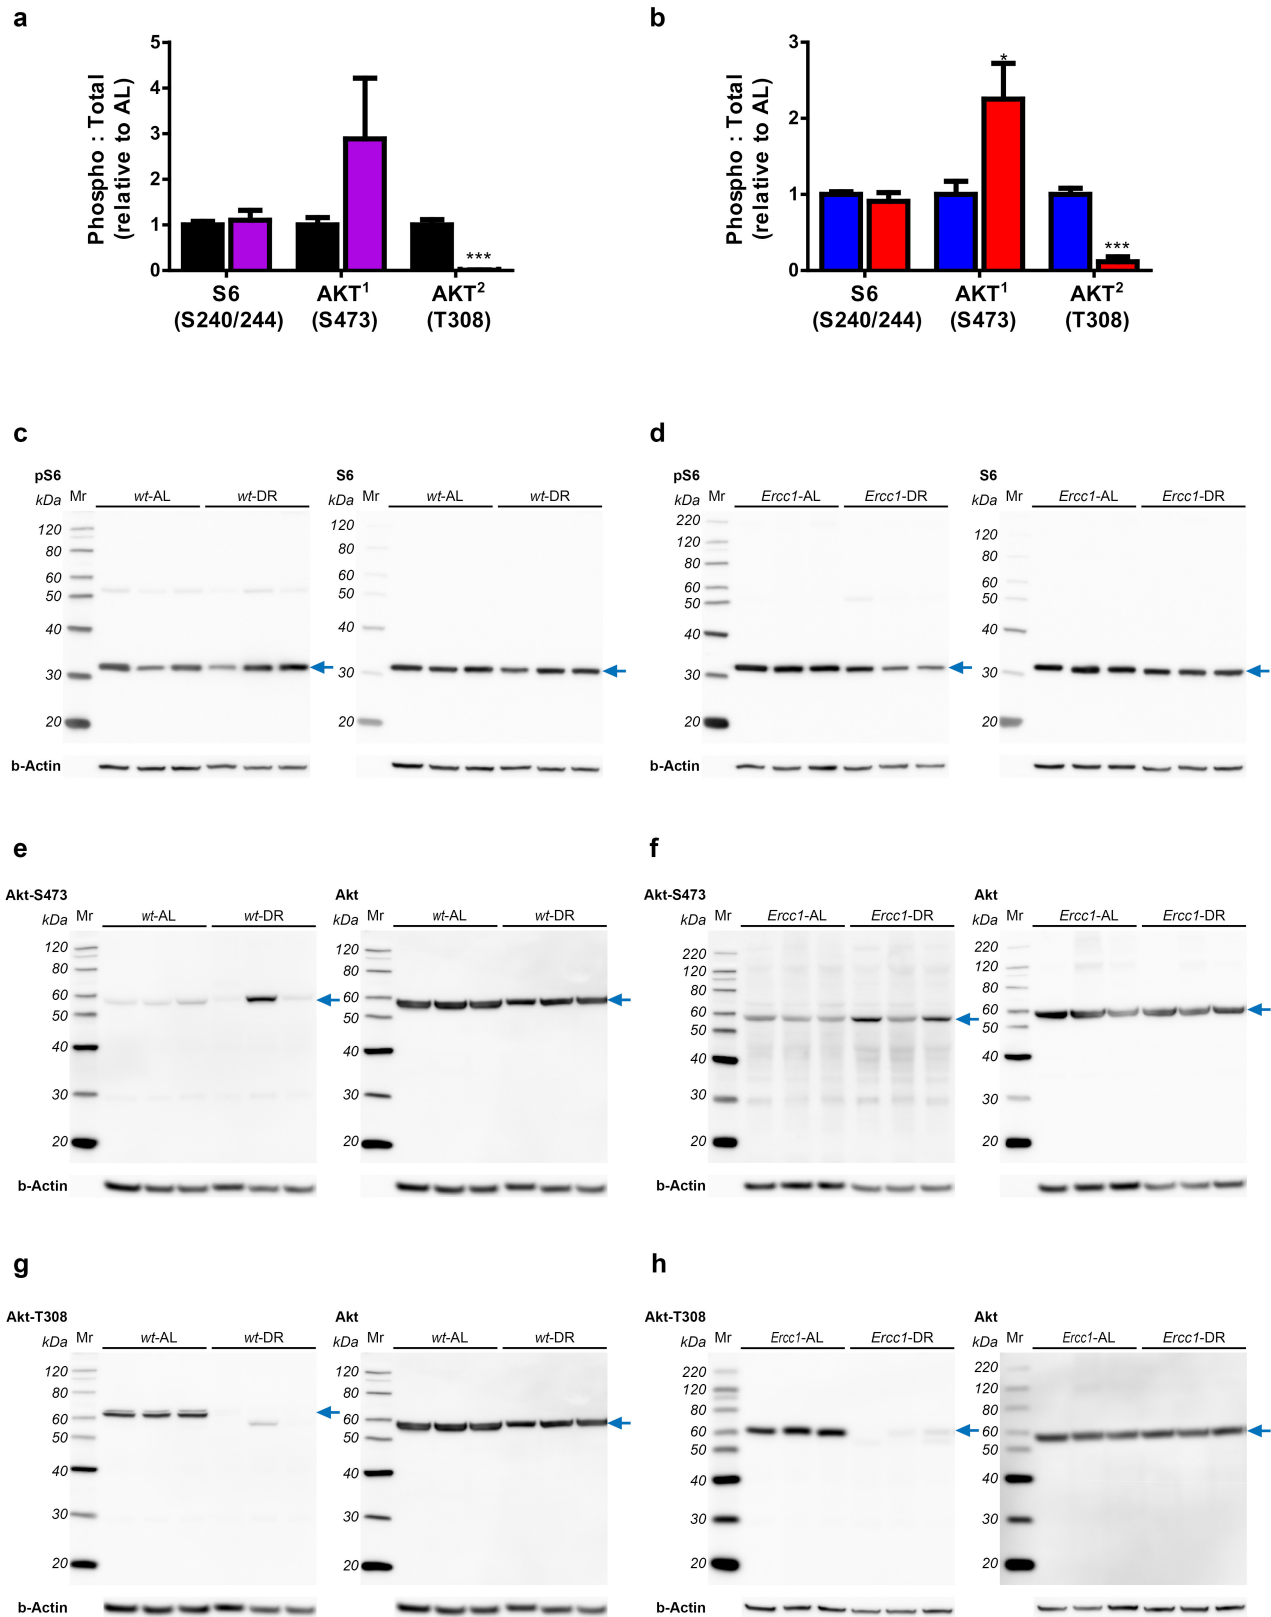 a
5
4
3
2
1
0
Phospho : Total
(relative to AL)
***
S6 AKT1 AKT2
(S240/244) (S473) (T308)
b
3
2
1
0
Phospho : Total
(relative to AL)
*
***
S6 AKT1 AKT2
(S240/244) (S473) (T308)
c
pS6
kDa Mr wt-AL wt-DR
120
80
60
50
40
30
20
S6
kDa Mr wt-AL wt-DR
120
80
60
50
40
30
20
b-Actin
d
pS6
kDa Mr Ercc1-AL Ercc1-DR
220
120
80
60
50
40
30
20
S6
kDa Mr Ercc1-AL Ercc1-DR
120
80
60
50
40
30
20
b-Actin
e
Akt-S473
kDa Mr wt-AL wt-DR
120
80
60
50
40
30
20
Akt
kDa Mr wt-AL wt-DR
120
80
60
50
40
30
20
b-Actin
f
Akt-S473
kDa Mr Ercc1-AL Ercc1-DR
220
120
80
60
50
40
30
20
Akt
kDa Mr Ercc1-AL Ercc1-DR
220
120
80
60
50
40
30
20
b-Actin
g
Akt-T308
kDa Mr wt-AL wt-DR
120
80
60
50
40
30
20
Akt
kDa Mr wt-AL wt-DR
120
80
60
50
40
30
20
b-Actin
h
Akt-T308
kDa Mr Ercc1-AL Ercc1-DR
220
120
80
60
50
40
30
20
Akt
kDa Mr Ercc1-AL Ercc1-DR
220
120
80
60
50
40
30
20
b-Actin